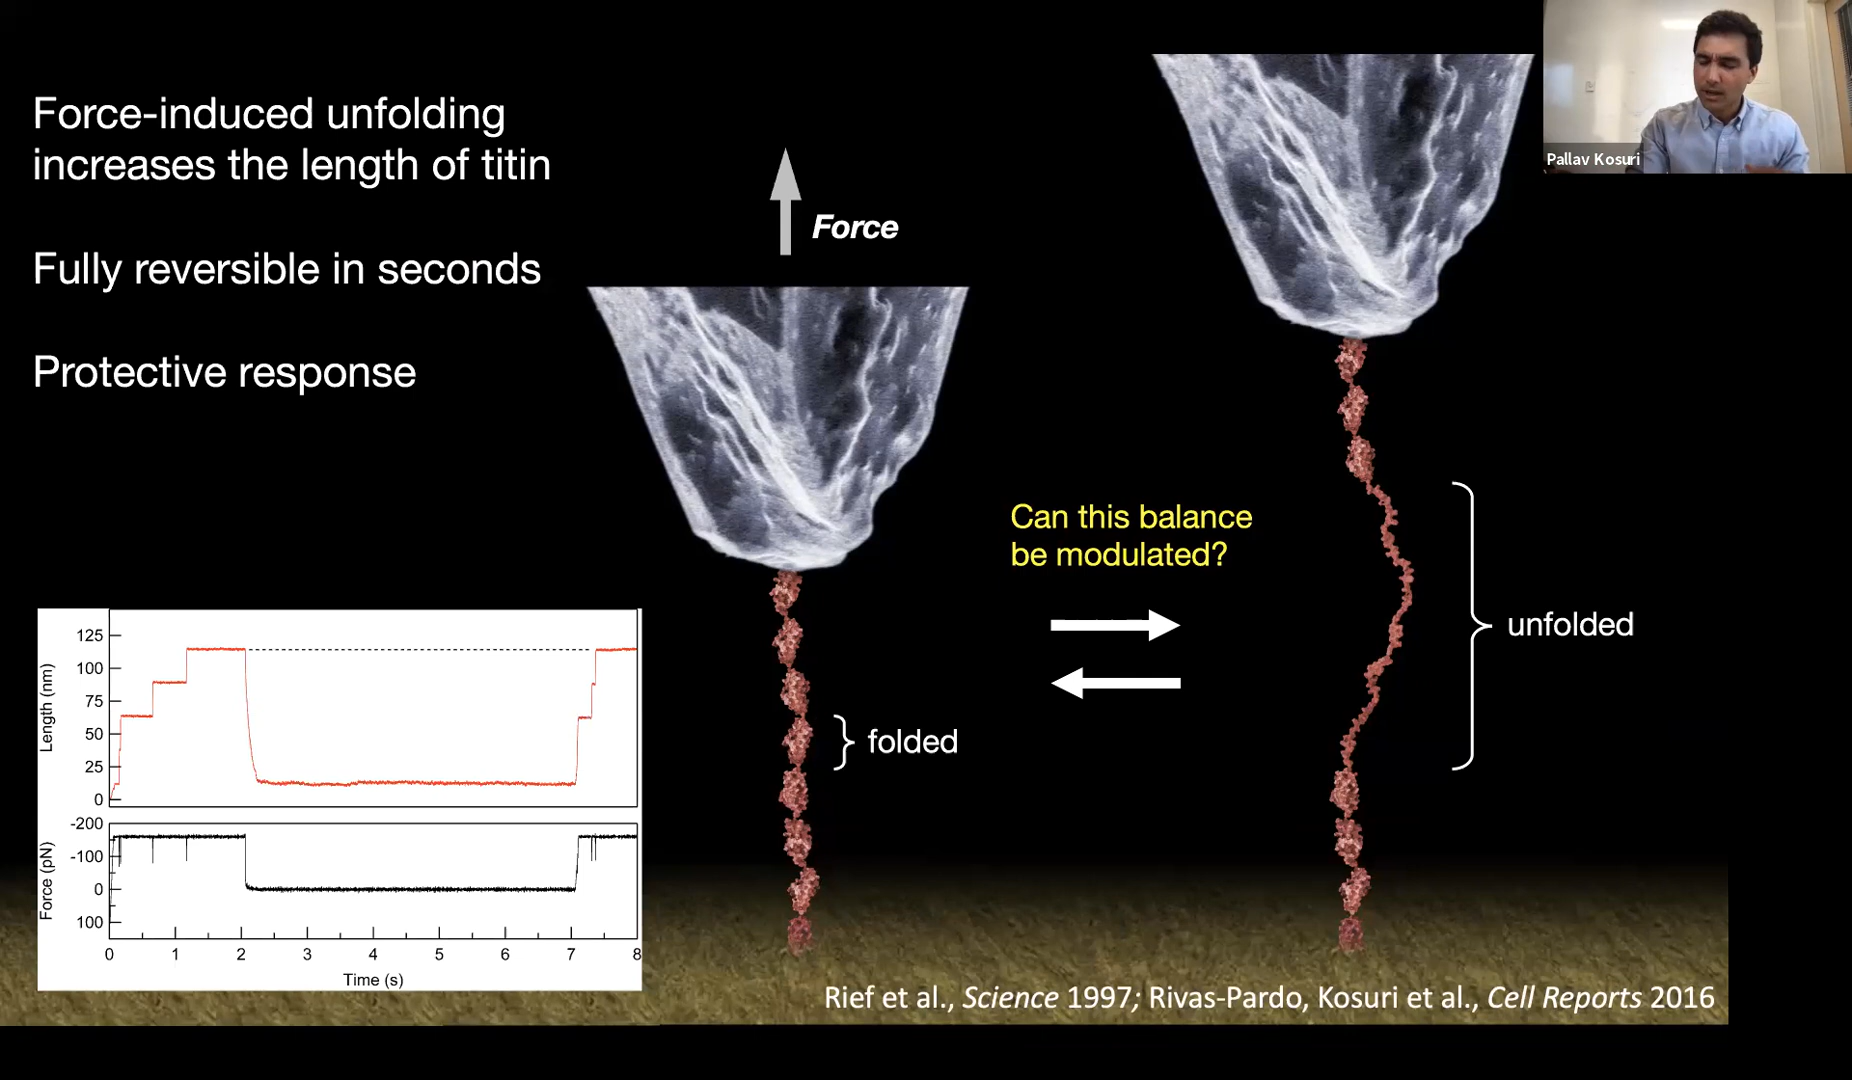 Force-induced unfolding
increases the length of titin
Fully reversible in seconds
Protective response
Force
Pallav Kosuri
Can this balance
be modulated?
folded
unfolded
Length (nm)
125
100
75
50
25
0
Force (pN)
-200
-100
0
100
0 1 2 3 4 5 6 7 8
Time (s)
Rief et al., Science 1997; Rivas-Pardo, Kosuri et al., Cell Reports 2016